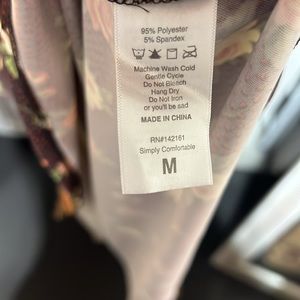 95% Polyester
5% Spandex
Machine Wash Cold
Gentle Cycle
Do Not Bleach
Hang Dry
Do Not Iron
or you'll be sad
MADE IN CHINA
RN#142161
Simply Comfortable
M